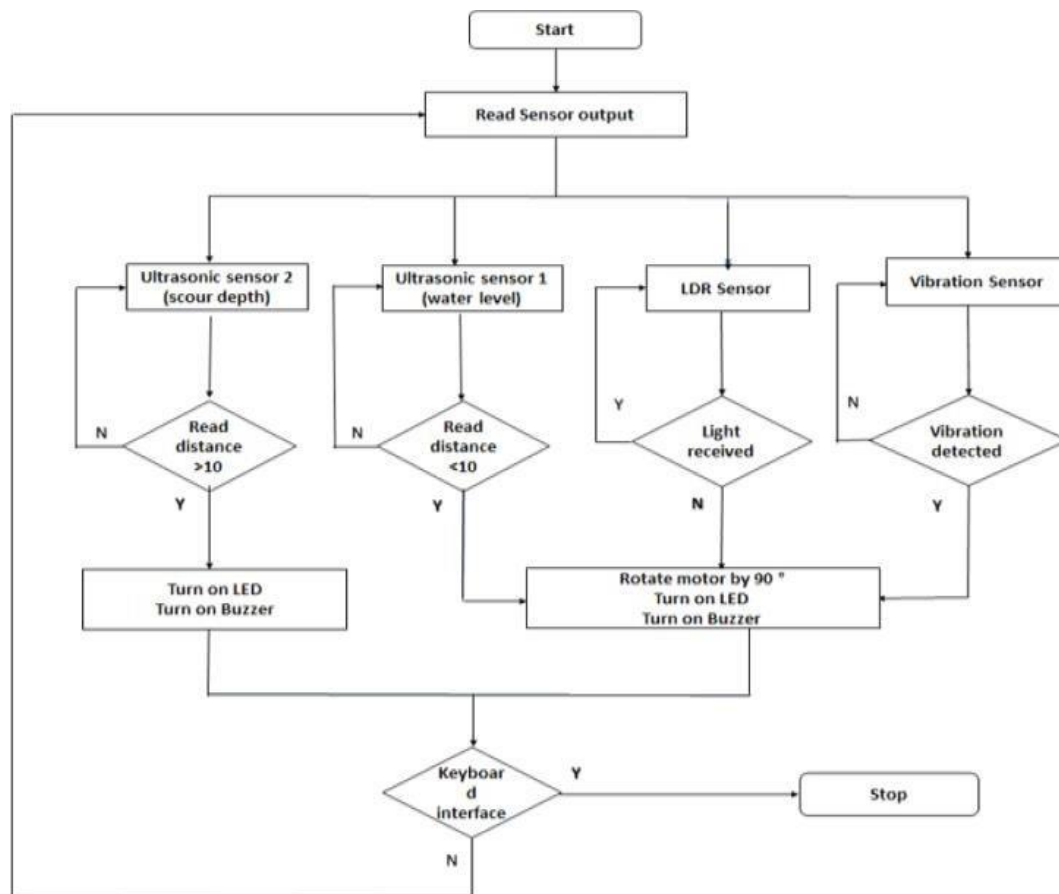 Start
Read Sensor output
Ultrasonic sensor 2
(scour depth)
Ultrasonic sensor 1
(water level)
LDR Sensor
Vibration Sensor
N
Read
distance
>10
Y
N
Read
distance
<10
Y
Y
Light
received
N
N
Vibration
detected
Y
Turn on LED
Turn on Buzzer
Rotate motor by 90 °
Turn on LED
Turn on Buzzer
Keyboar
d
interface
Y
N
Stop